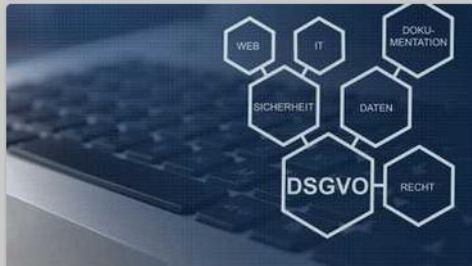 WEB
IT
DOKU-
MENTATION
SICHERHEIT
DATEN
DSGVO
RECHT